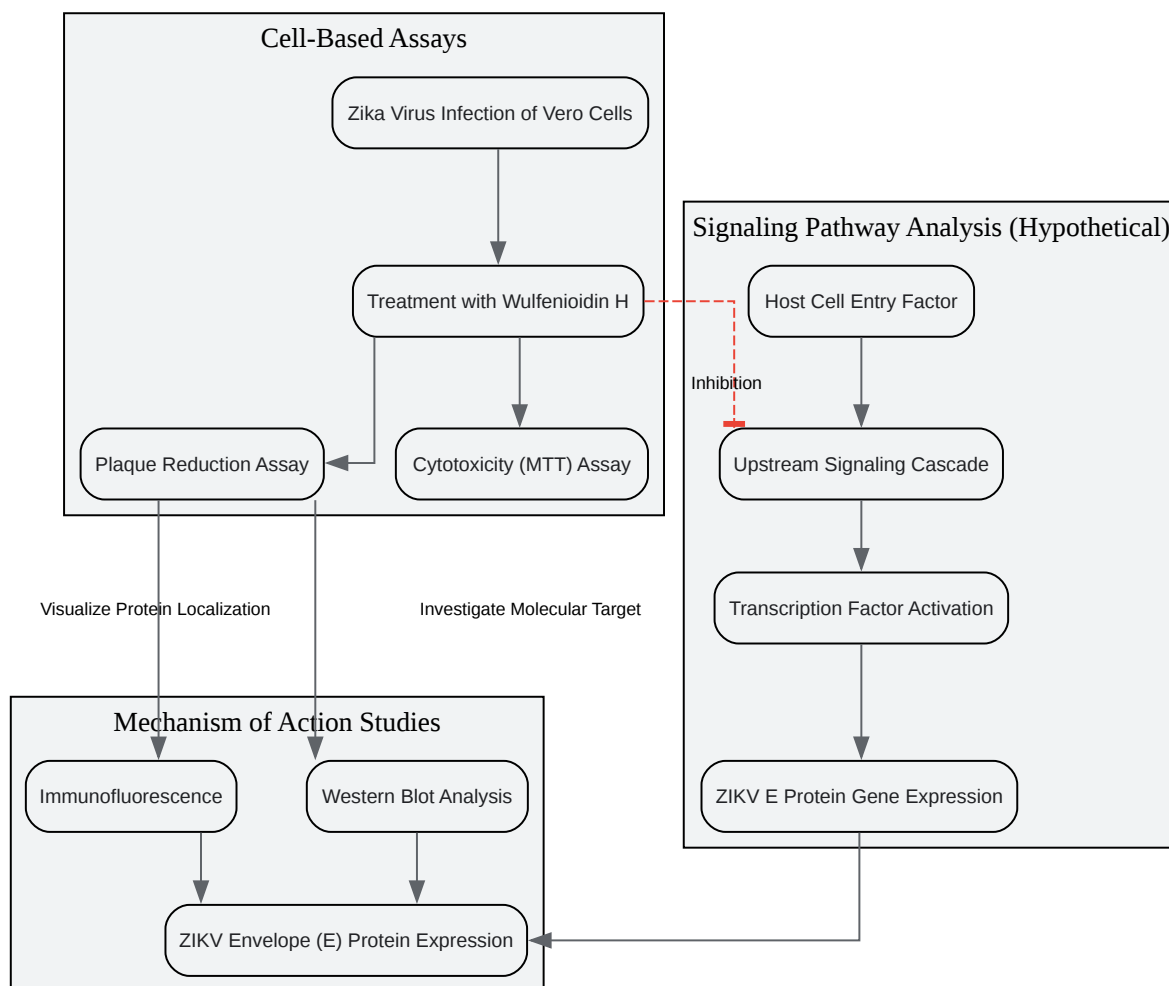 Cell-Based Assays
Zika Virus Infection of Vero Cells
Signaling Pathway Analysis (Hypothetical)
Treatment with Wulfenioidin H
Host Cell Entry Factor
Inhibition
Plaque Reduction Assay
Cytotoxicity (MTT) Assay
Upstream Signaling Cascade
Visualize Protein Localization
Investigate Molecular Target
Transcription Factor Activation
Mechanism of Action Studies
Immunofluorescence
Western Blot Analysis
ZIKV E Protein Gene Expression
ZIKV Envelope (E) Protein Expression